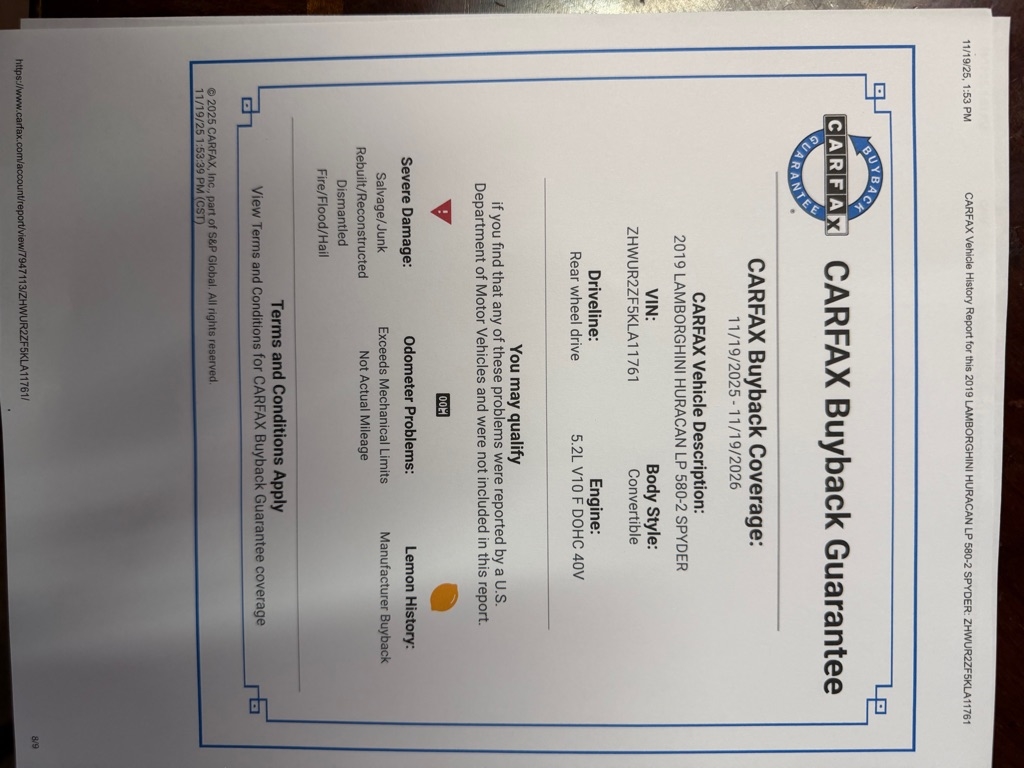 11/19/25, 1:53 PM
CARFAX Vehicle History Report for this 2019 LAMBORGHINI HURACAN LP 580-2 SPYDER: ZHWUR2ZF5KLA11761
BUYBACK
CARFAX
GUARANTEE
CARFAX Buyback Guarantee
CARFAX Buyback Coverage:
11/19/2025 - 11/19/2026
CARFAX Vehicle Description:
2019 LAMBORGHINI HURACAN LP 580-2 SPYDER
VIN:
ZHWUR2ZF5KLA11761
Body Style:
Convertible
Driveline:
Rear wheel drive
Engine:
5.2L V10 F DOHC 40V
You may qualify
if you find that any of these problems were reported by a U.S.
Department of Motor Vehicles and were not included in this report.
Severe Damage:
Salvage/Junk
Rebuilt/Reconstructed
Dismantled
Fire/Flood/Hail
Odometer Problems:
Exceeds Mechanical Limits
Not Actual Mileage
Lemon History:
Manufacturer Buyback
Terms and Conditions Apply
View Terms and Conditions for CARFAX Buyback Guarantee coverage
© 2025 CARFAX, Inc., part of S&P Global. All rights reserved.
11/19/25 1:53:39 PM (CST)
https://www.carfax.com/account/report/view/7947113/ZHWUR2ZF5KLA11761/
8/9